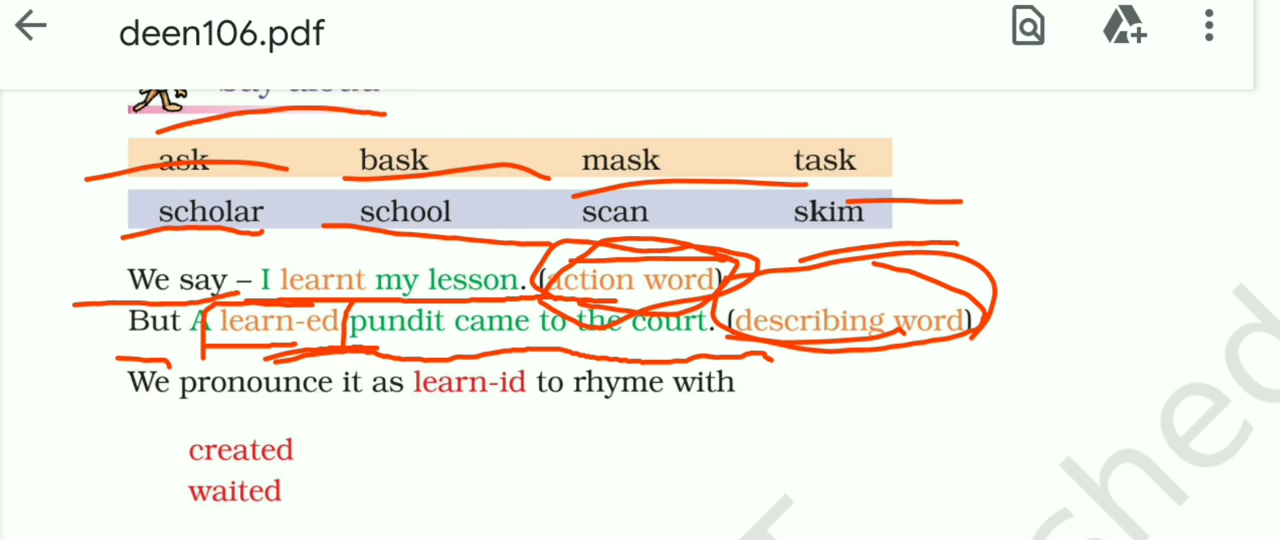 deen106.pdf
Say aloud
ask bask mask task
scholar school scan skim
We say – I learnt my lesson. (action word)
But A learn-ed pundit came to the court. (describing word)
We pronounce it as learn-id to rhyme with
created
waited